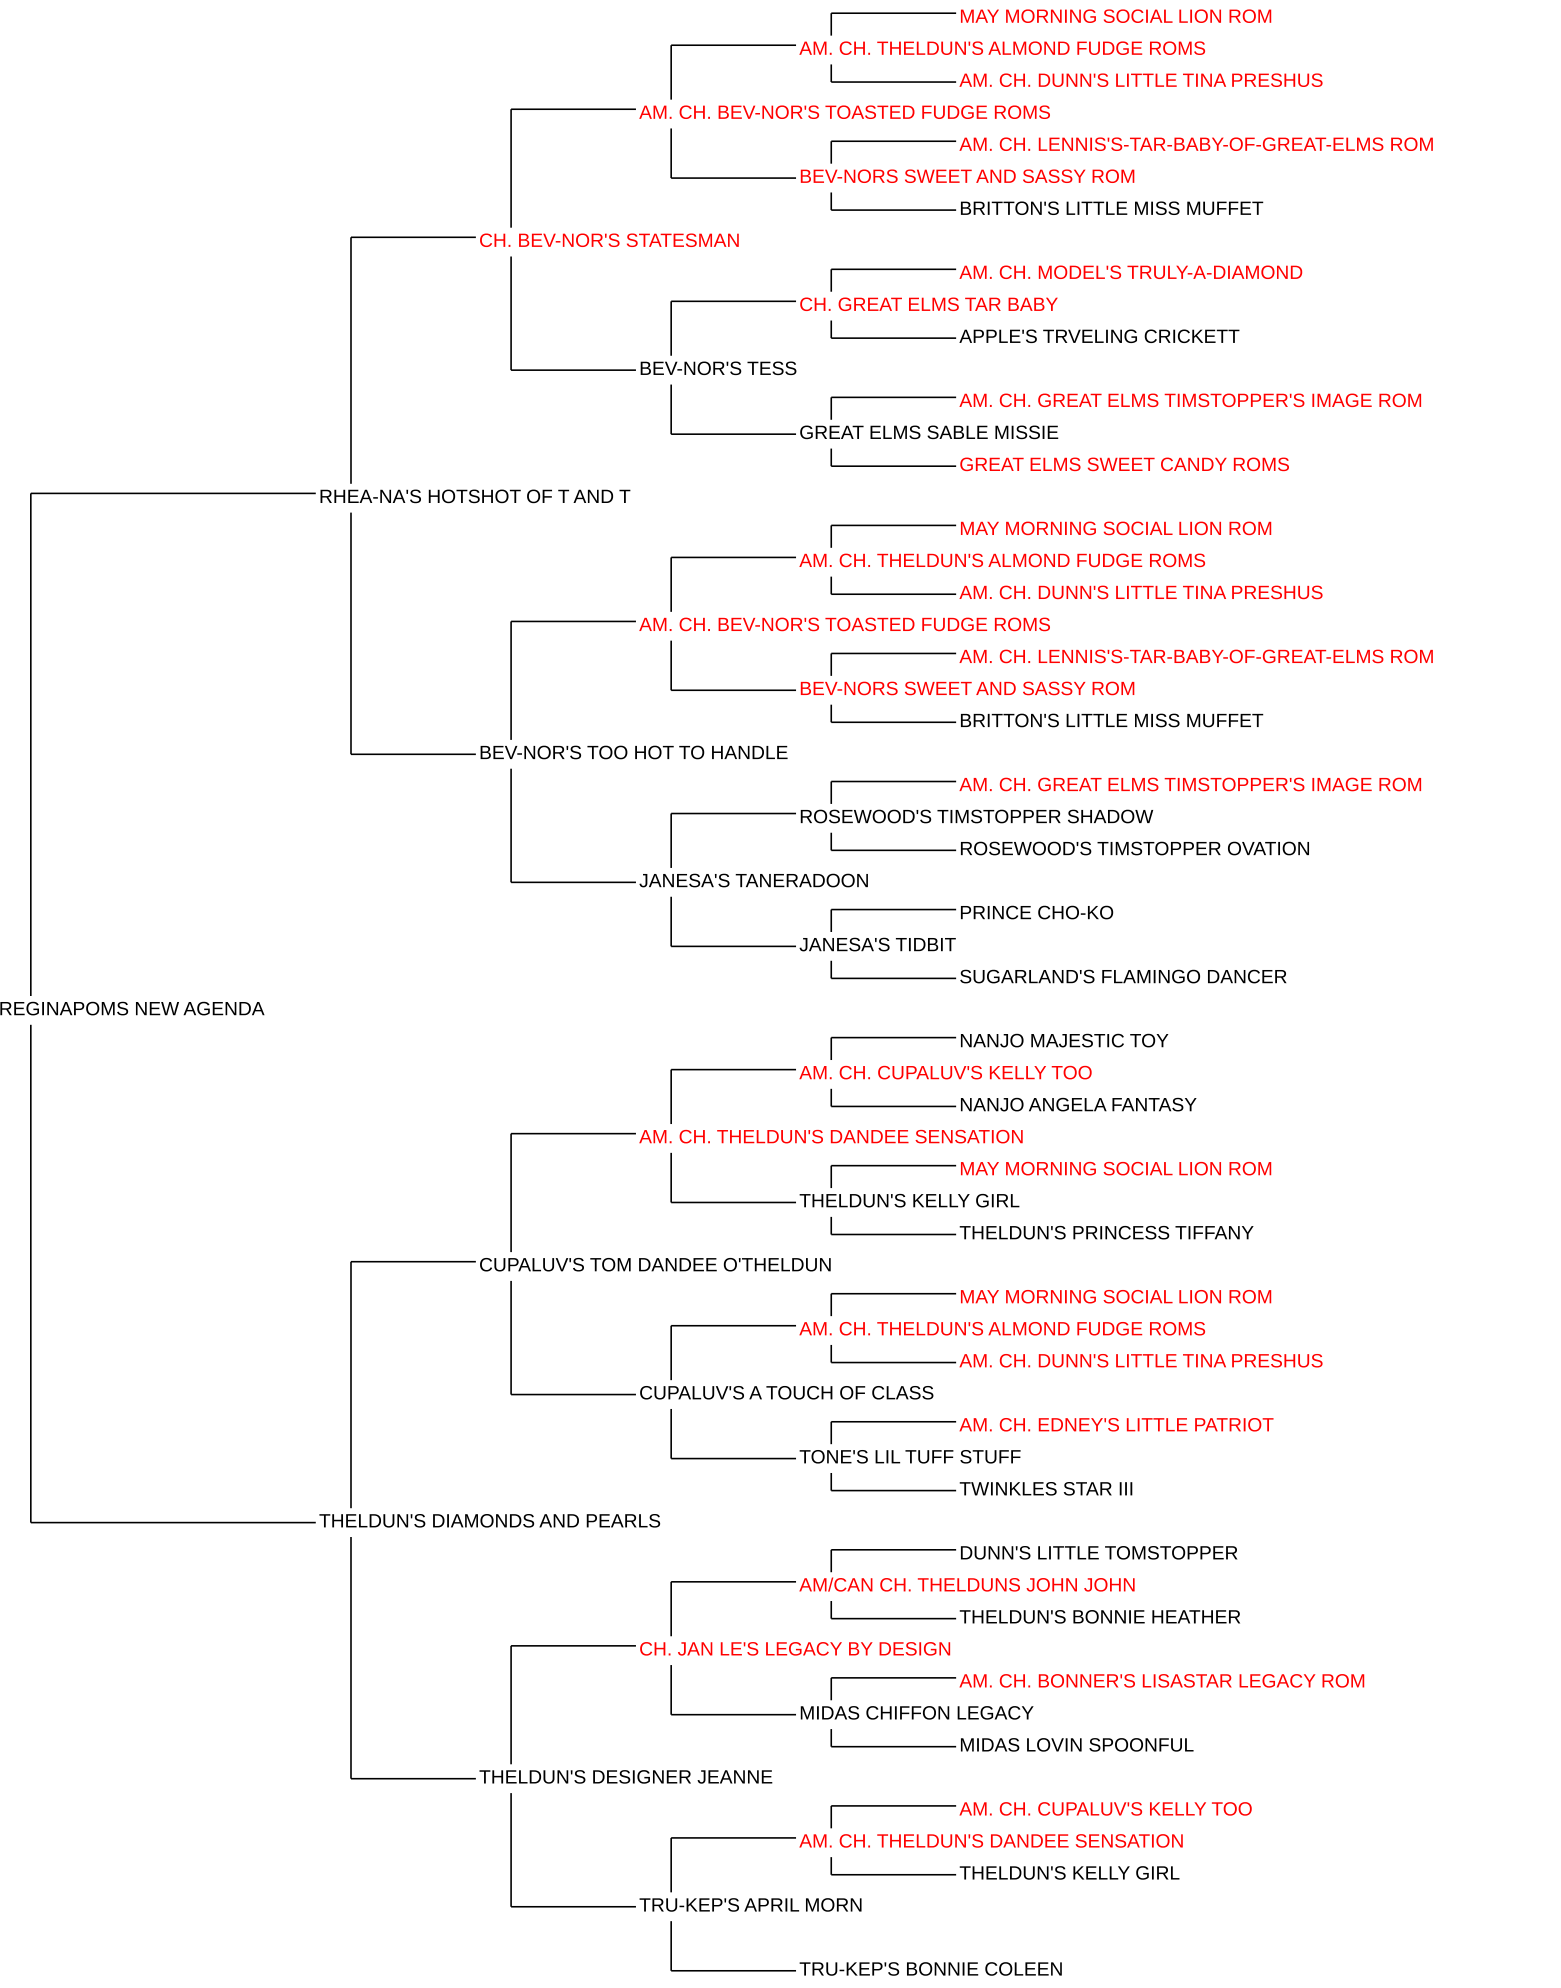 MAY MORNING SOCIAL LION ROM
AM. CH. THELDUN'S ALMOND FUDGE ROMS
AM. CH. DUNN'S LITTLE TINA PRESHUS
AM. CH. BEV-NOR'S TOASTED FUDGE ROMS
AM. CH. LENNIS'S-TAR-BABY-OF-GREAT-ELMS ROM
BEV-NORS SWEET AND SASSY ROM
BRITTON'S LITTLE MISS MUFFET
CH. BEV-NOR'S STATESMAN
AM. CH. MODEL'S TRULY-A-DIAMOND
CH. GREAT ELMS TAR BABY
APPLE'S TRVELING CRICKETT
BEV-NOR'S TESS
AM. CH. GREAT ELMS TIMSTOPPER'S IMAGE ROM
GREAT ELMS SABLE MISSIE
GREAT ELMS SWEET CANDY ROMS
RHEA-NA'S HOTSHOT OF T AND T
MAY MORNING SOCIAL LION ROM
AM. CH. THELDUN'S ALMOND FUDGE ROMS
AM. CH. DUNN'S LITTLE TINA PRESHUS
AM. CH. BEV-NOR'S TOASTED FUDGE ROMS
AM. CH. LENNIS'S-TAR-BABY-OF-GREAT-ELMS ROM
BEV-NORS SWEET AND SASSY ROM
BRITTON'S LITTLE MISS MUFFET
BEV-NOR'S TOO HOT TO HANDLE
AM. CH. GREAT ELMS TIMSTOPPER'S IMAGE ROM
ROSEWOOD'S TIMSTOPPER SHADOW
ROSEWOOD'S TIMSTOPPER OVATION
JANESA'S TANERADOON
PRINCE CHO-KO
JANESA'S TIDBIT
SUGARLAND'S FLAMINGO DANCER
REGINAPOMS NEW AGENDA
NANJO MAJESTIC TOY
AM. CH. CUPALUV'S KELLY TOO
NANJO ANGELA FANTASY
AM. CH. THELDUN'S DANDEE SENSATION
MAY MORNING SOCIAL LION ROM
THELDUN'S KELLY GIRL
THELDUN'S PRINCESS TIFFANY
CUPALUV'S TOM DANDEE O'THELDUN
MAY MORNING SOCIAL LION ROM
AM. CH. THELDUN'S ALMOND FUDGE ROMS
AM. CH. DUNN'S LITTLE TINA PRESHUS
CUPALUV'S A TOUCH OF CLASS
AM. CH. EDNEY'S LITTLE PATRIOT
TONE'S LIL TUFF STUFF
TWINKLES STAR III
THELDUN'S DIAMONDS AND PEARLS
DUNN'S LITTLE TOMSTOPPER
AM/CAN CH. THELDUNS JOHN JOHN
THELDUN'S BONNIE HEATHER
CH. JAN LE'S LEGACY BY DESIGN
AM. CH. BONNER'S LISASTAR LEGACY ROM
MIDAS CHIFFON LEGACY
MIDAS LOVIN SPOONFUL
THELDUN'S DESIGNER JEANNE
AM. CH. CUPALUV'S KELLY TOO
AM. CH. THELDUN'S DANDEE SENSATION
THELDUN'S KELLY GIRL
TRU-KEP'S APRIL MORN
TRU-KEP'S BONNIE COLEEN